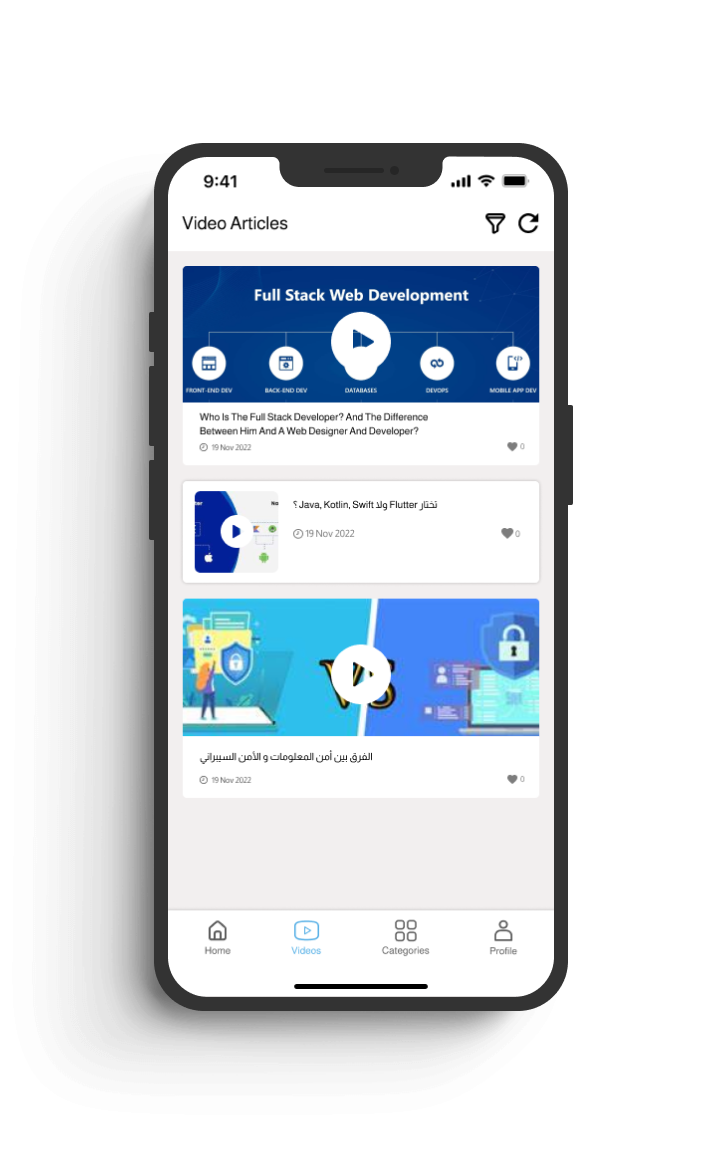 9:41
Video Articles
Full Stack Web Development
FRONT-END DEV
BACK-END DEV
DATABASES
DEVOPS
MOBILE APP DEV
Who Is The Full Stack Developer? And The Difference
Between Him And A Web Designer And Developer?
19 Nov 2022
0
تختار Flutter ولا Java, Kotlin, Swift ؟
19 Nov 2022
0
VS
الفرق بين أمن المعلومات و الأمن السيبراني
19 Nov 2022
0
Home
Videos
Categories
Profile